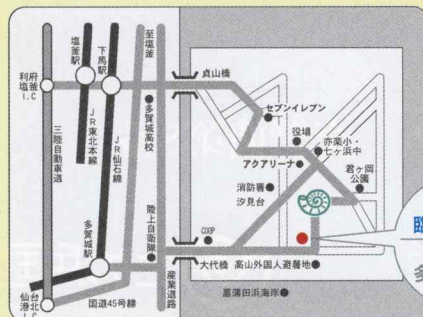 塩釜駅
下馬駅
至塩釜
利府
塩釜
I.C
貞山橋
多賀城高校
セブンイレブン
役場
亦楽小・
七ヶ浜中
アクアリーナ
君ヶ岡
公園
消防署
汐見台
三陸自動車道
JR東北本線
JR仙石線
多賀城駅
陸上自衛隊
COOP
大代橋
高山外国人避暑地
産業道路
国道45号線
仙台
港北
I.C
菖蒲田浜海岸
臨
多